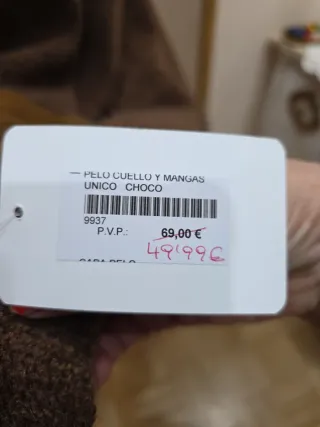 PELO CUELLO Y MANGAS
UNICO CHOCO
9937
P.V.P.: 69,00 €
49'99€